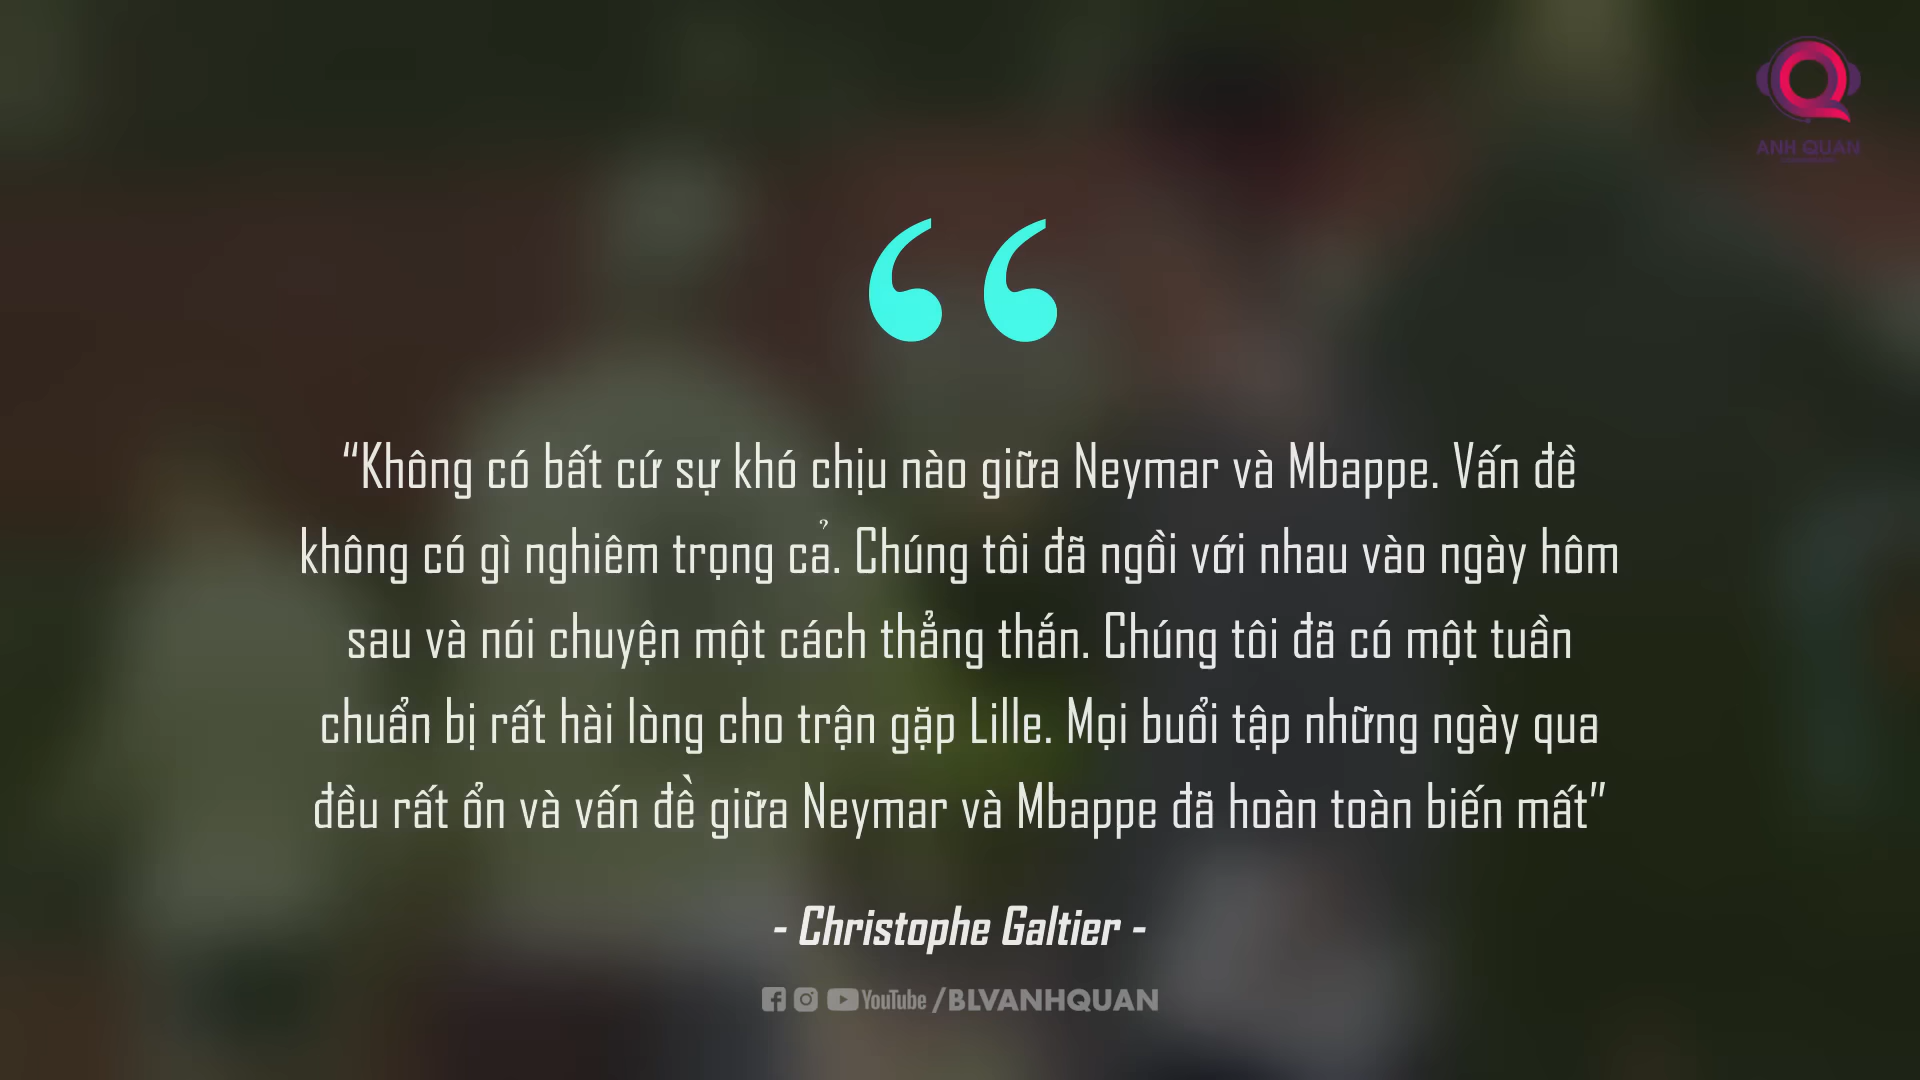 ANH QUAN
“Không có bất cứ sự khó chịu nào giữa Neymar và Mbappe. Vấn đề
không có gì nghiêm trọng cả. Chúng tôi đã ngồi với nhau vào ngày hôm
sau và nói chuyện một cách thẳng thắn. Chúng tôi đã có một tuần
chuẩn bị rất hài lòng cho trận gặp Lille. Mọi buổi tập những ngày qua
đều rất ổn và vấn đề giữa Neymar và Mbappe đã hoàn toàn biến mất”
- Christophe Galtier -
YouTube /BLVANHQUAN